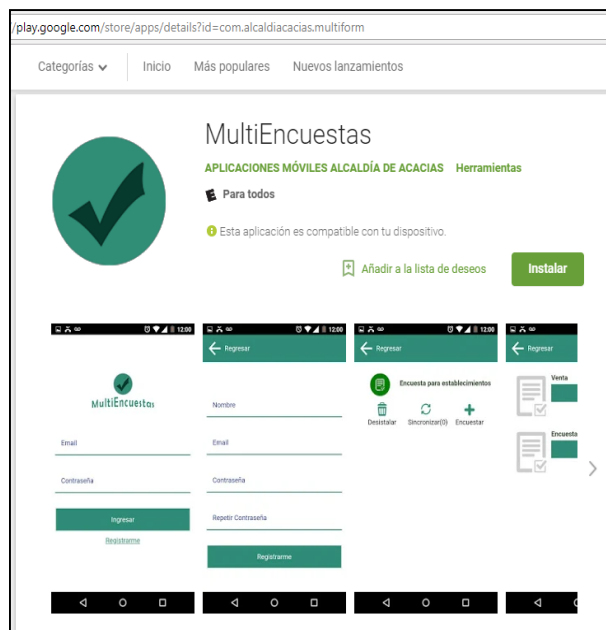 /play.google.com/store/apps/details?id=com.alcaldiacacias.multiform
Categorías Inicio Más populares Nuevos lanzamientos
MultiEncuestas
APLICACIONES MÓVILES ALCALDÍA DE ACACIAS Herramientas
E Para todos
Esta aplicación es compatible con tu dispositivo.
Añadir a la lista de deseos Instalar
12:00
MultiEncuestas
Email
Contraseña
Ingresar
Registrarme
12:00
Regresar
Nombre
Email
Contraseña
Repetir Contraseña
Registrarme
12:00
Regresar
Encuesta para establecimientos
Desistalar Sincronizar(0) Encuestar
Regresar
Venta
Encuesta